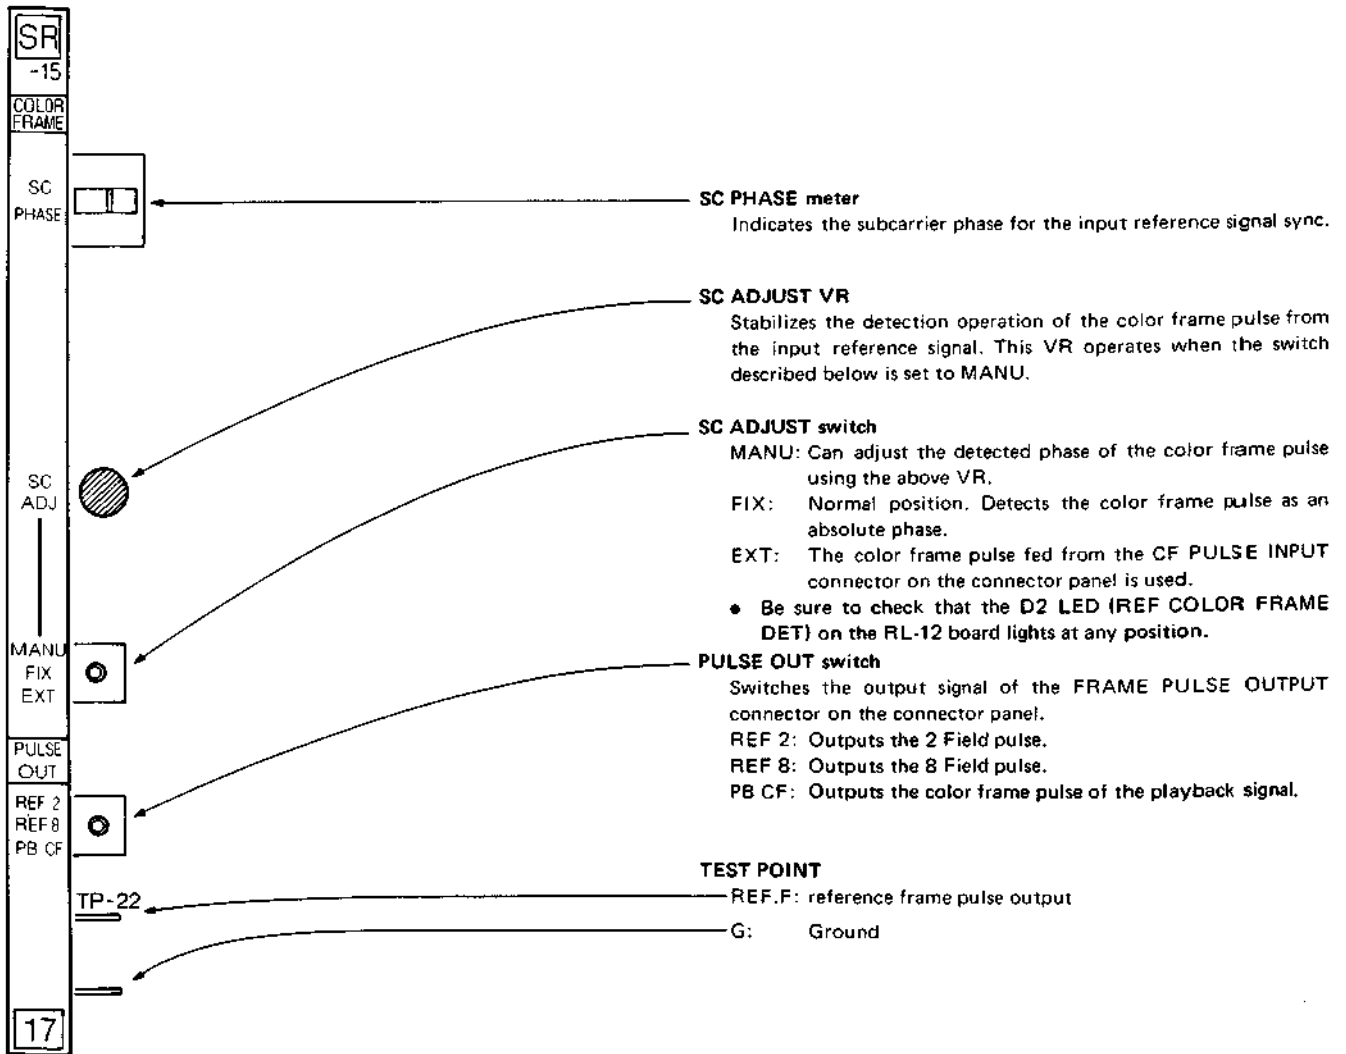 SR
-15
COLOR
FRAME
SC
PHASE
SC
ADJ
MANU
FIX
EXT
PULSE
OUT
REF 2
REF 8
PB CF
TP-22
17
SC PHASE meter
Indicates the subcarrier phase for the input reference signal sync.
SC ADJUST VR
Stabilizes the detection operation of the color frame pulse from
the input reference signal. This VR operates when the switch
described below is set to MANU.
SC ADJUST switch
MANU: Can adjust the detected phase of the color frame pulse
using the above VR.
FIX: Normal position. Detects the color frame pulse as an
absolute phase.
EXT: The color frame pulse fed from the CF PULSE INPUT
connector on the connector panel is used.
• Be sure to check that the D2 LED (REF COLOR FRAME
DET) on the RL-12 board lights at any position.
PULSE OUT switch
Switches the output signal of the FRAME PULSE OUTPUT
connector on the connector panel.
REF 2: Outputs the 2 Field pulse.
REF 8: Outputs the 8 Field pulse.
PB CF: Outputs the color frame pulse of the playback signal.
TEST POINT
REF.F: reference frame pulse output
G: Ground